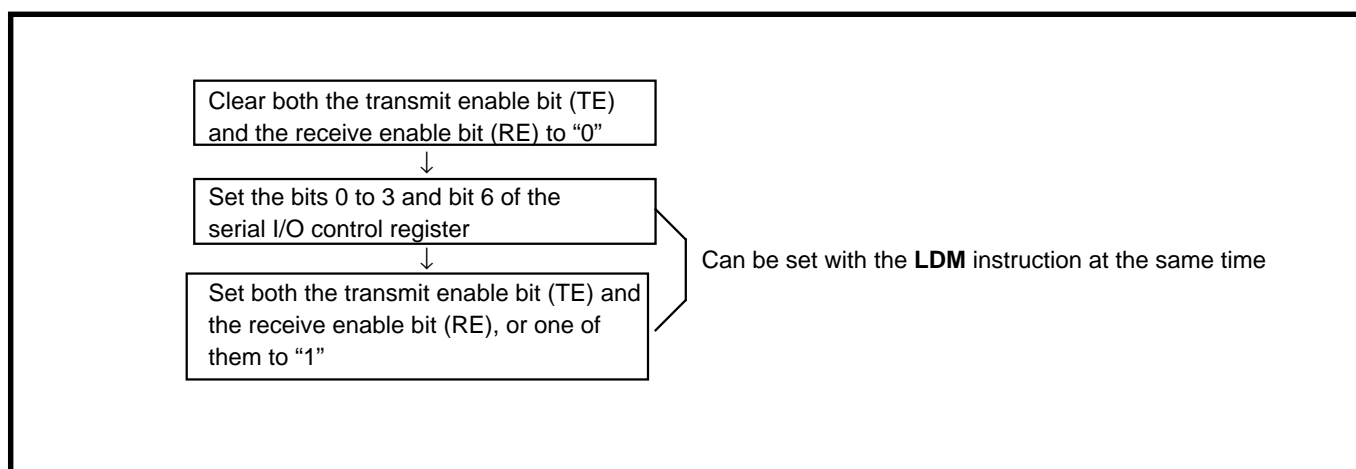 Clear both the transmit enable bit (TE)
and the receive enable bit (RE) to “0”
↓
Set the bits 0 to 3 and bit 6 of the
serial I/O control register
↓
Can be set with the LDM instruction at the same time
Set both the transmit enable bit (TE) and
the receive enable bit (RE), or one of
them to “1”